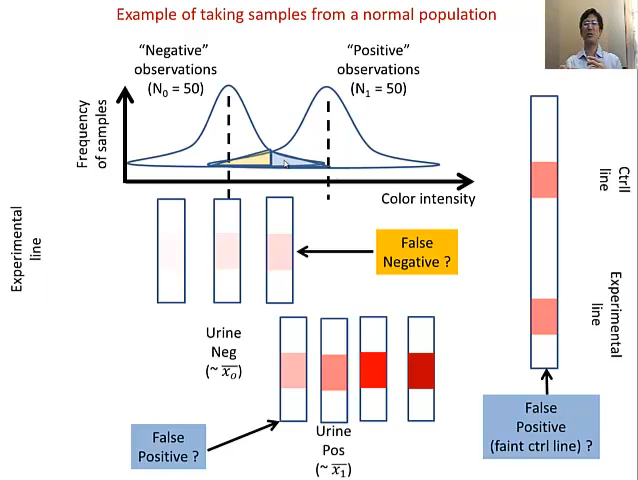 Example of taking samples from a normal population
“Negative”
observations
(N₀ = 50)
“Positive”
observations
(N₁ = 50)
Frequency
of samples
Color intensity
Ctrll
line
Experimental
line
False
Negative ?
Experimental
line
Urine
Neg
(~ x̅ₒ)
False
Positive ?
Urine
Pos
(~ x̅₁)
False
Positive
(faint ctrl line) ?